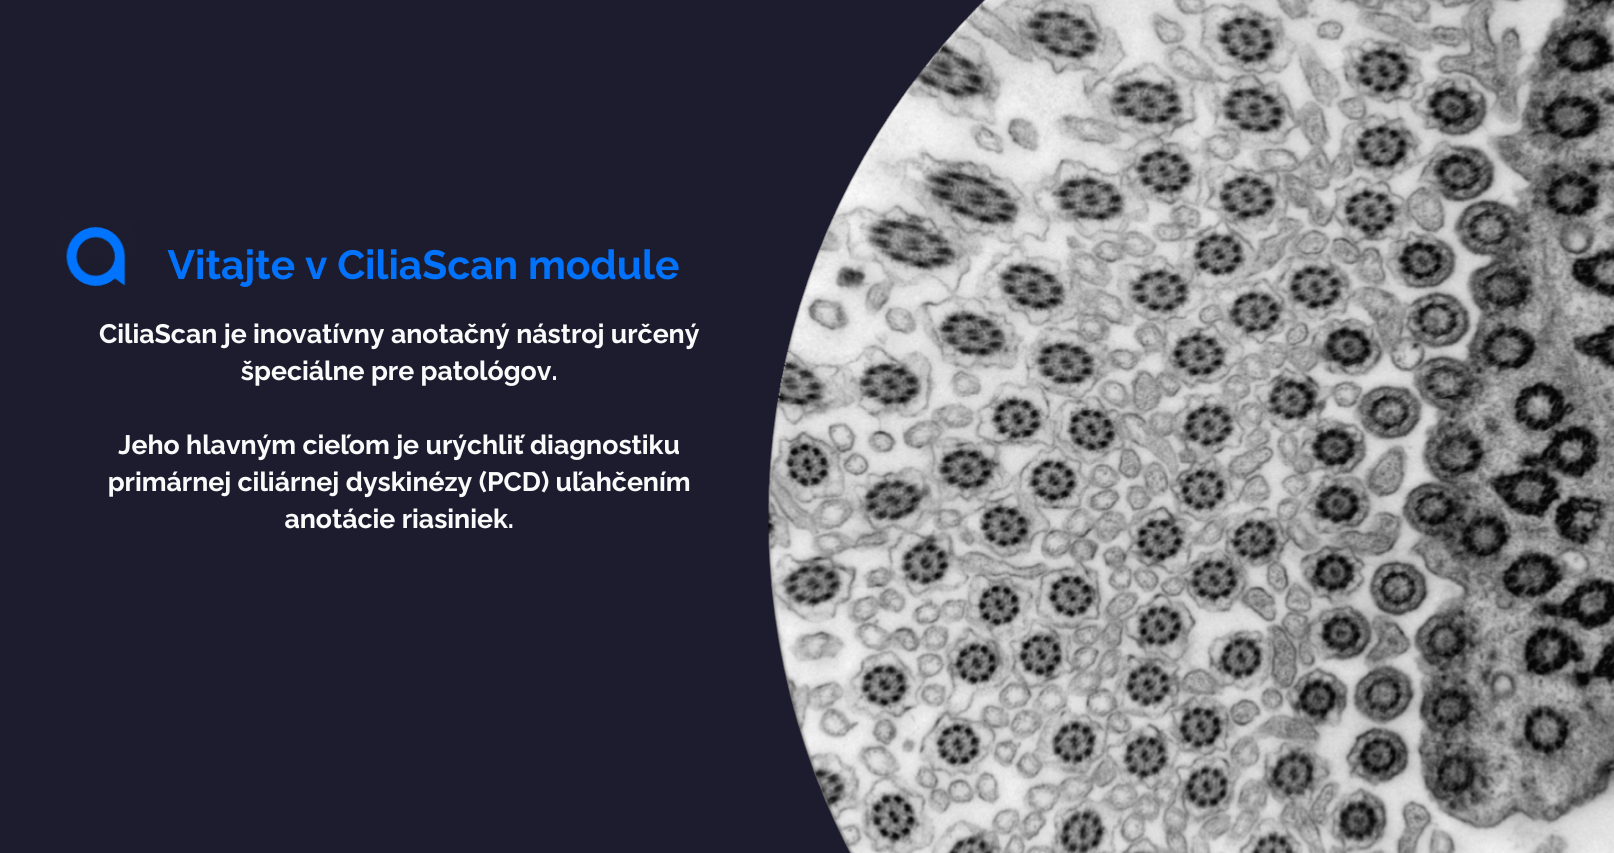 Vitajte v CiliaScan module
CiliaScan je inovatívny anotačný nástroj určený
špeciálne pre patológov.
Jeho hlavným cieľom je urýchliť diagnostiku
primárnej ciliárnej dyskinézy (PCD) uľahčením
anotácie riasiniek.